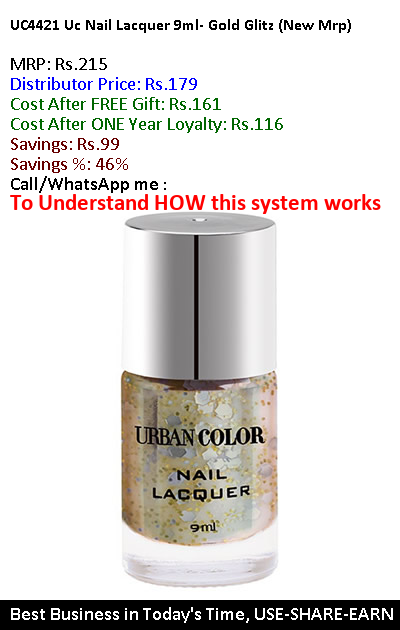 UC4421 Uc Nail Lacquer 9ml- Gold Glitz (New Mrp)
MRP: Rs.215
Distributor Price: Rs.179
Cost After FREE Gift: Rs.161
Cost After ONE Year Loyalty: Rs.116
Savings: Rs.99
Savings %: 46%
Call/WhatsApp me :
To Understand HOW this system works
URBAN COLOR
NAIL
LACQUER
9ml
Best Business in Today's Time, USE-SHARE-EARN